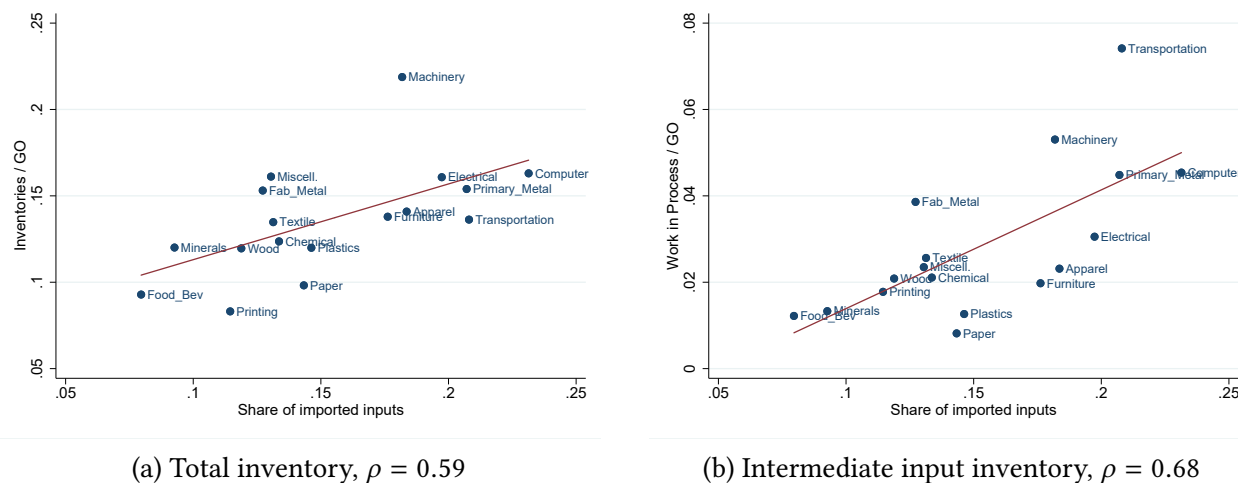 .25
.2
.15
.1
.05
Inventories / GO
Machinery
Miscell.
Fab_Metal
Electrical
Computer
Primary_Metal
Textile
Apparel
Furniture
Transportation
Minerals
Wood
Chemical
Plastics
Food_Bev
Paper
Printing
.05 .1 .15 .2 .25
Share of imported inputs
(a) Total inventory, ρ = 0.59
.08
.06
.04
.02
0
Work in Process / GO
Transportation
Machinery
Primary_Metal
Compute
Fab_Metal
Electrical
Textile
Miscell.
Apparel
Wood
Chemical
Furniture
Printing
Food_Bev
Minerals
Plastics
Paper
.05 .1 .15 .2 .25
Share of imported inputs
(b) Intermediate input inventory, ρ = 0.68